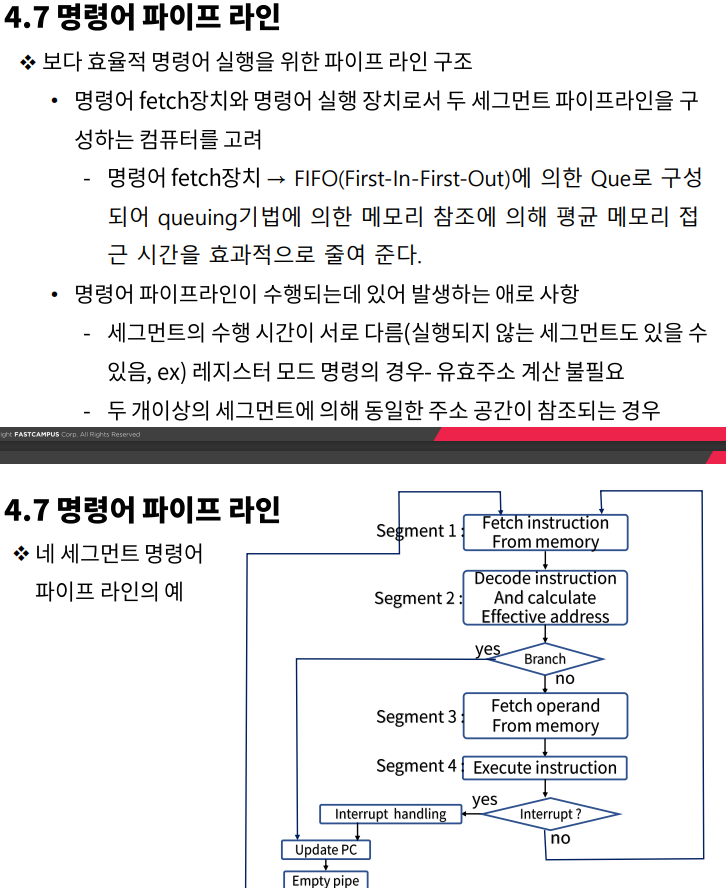 4.7 명령어 파이프 라인
❖ 보다 효율적 명령어 실행을 위한 파이프 라인 구조
• 명령어 fetch장치와 명령어 실행 장치로서 두 세그먼트 파이프라인을 구
성하는 컴퓨터를 고려
- 명령어 fetch장치 → FIFO(First-In-First-Out)에 의한 Que로 구성
되어 queuing기법에 의한 메모리 참조에 의해 평균 메모리 접
근 시간을 효과적으로 줄여 준다.
• 명령어 파이프라인이 수행되는데 있어 발생하는 애로 사항
- 세그먼트의 수행 시간이 서로 다름(실행되지 않는 세그먼트도 있을 수
있음, ex) 레지스터 모드 명령의 경우- 유효주소 계산 불필요
- 두 개이상의 세그먼트에 의해 동일한 주소 공간이 참조되는 경우
ight FASTCAMPUS Corp. All Rights Reserved
4.7 명령어 파이프 라인
❖ 네 세그먼트 명령어
파이프 라인의 예
Segment 1 :
Fetch instruction
From memory
Segment 2 :
Decode instruction
And calculate
Effective address
yes
Branch
no
Segment 3 :
Fetch operand
From memory
Segment 4 :
Execute instruction
yes
Interrupt ?
Interrupt handling
no
Update PC
Empty pipe